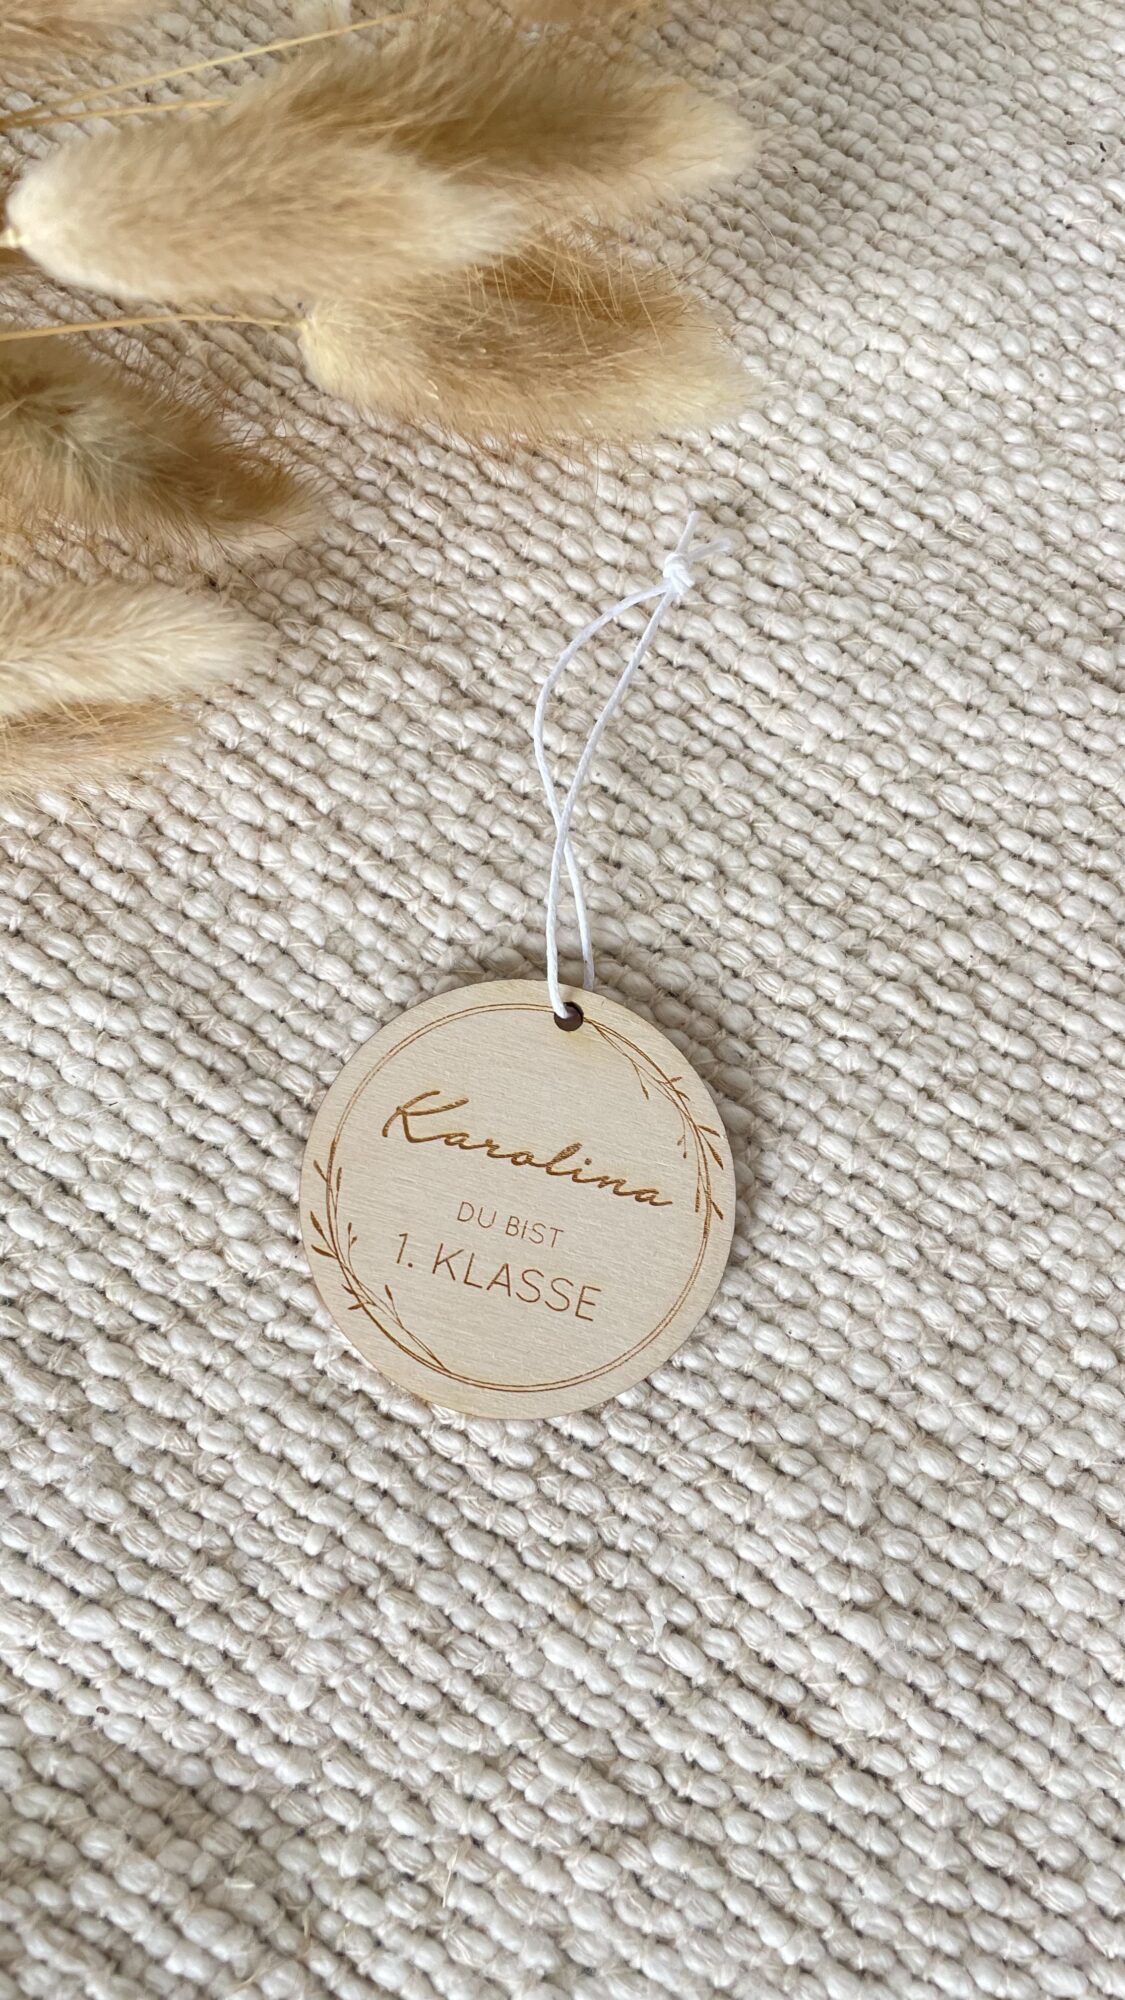 Karolina
DU BIST
1. KLASSE